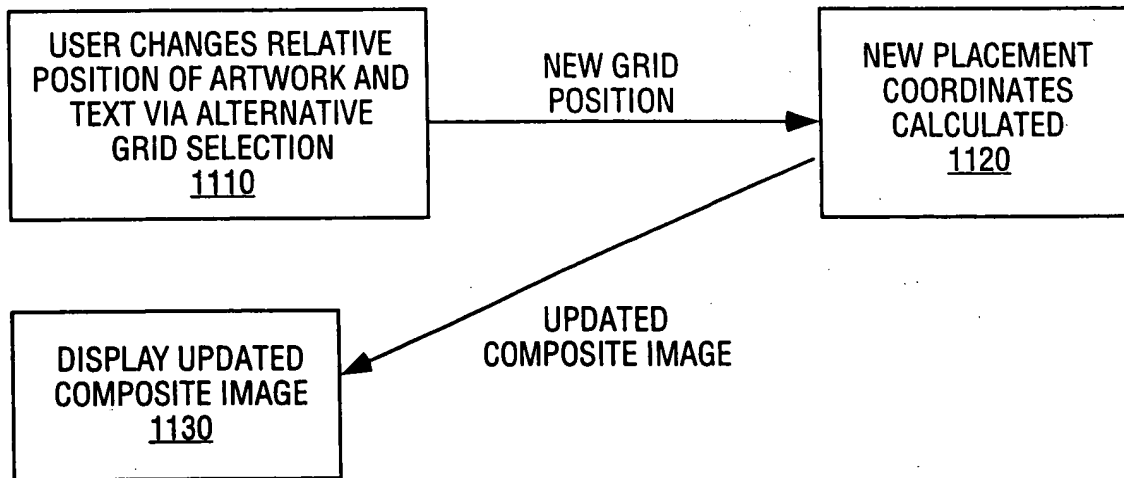 USER CHANGES RELATIVE
POSITION OF ARTWORK AND
TEXT VIA ALTERNATIVE
GRID SELECTION
1110
NEW GRID
POSITION
NEW PLACEMENT
COORDINATES
CALCULATED
1120
UPDATED
COMPOSITE IMAGE
DISPLAY UPDATED
COMPOSITE IMAGE
1130